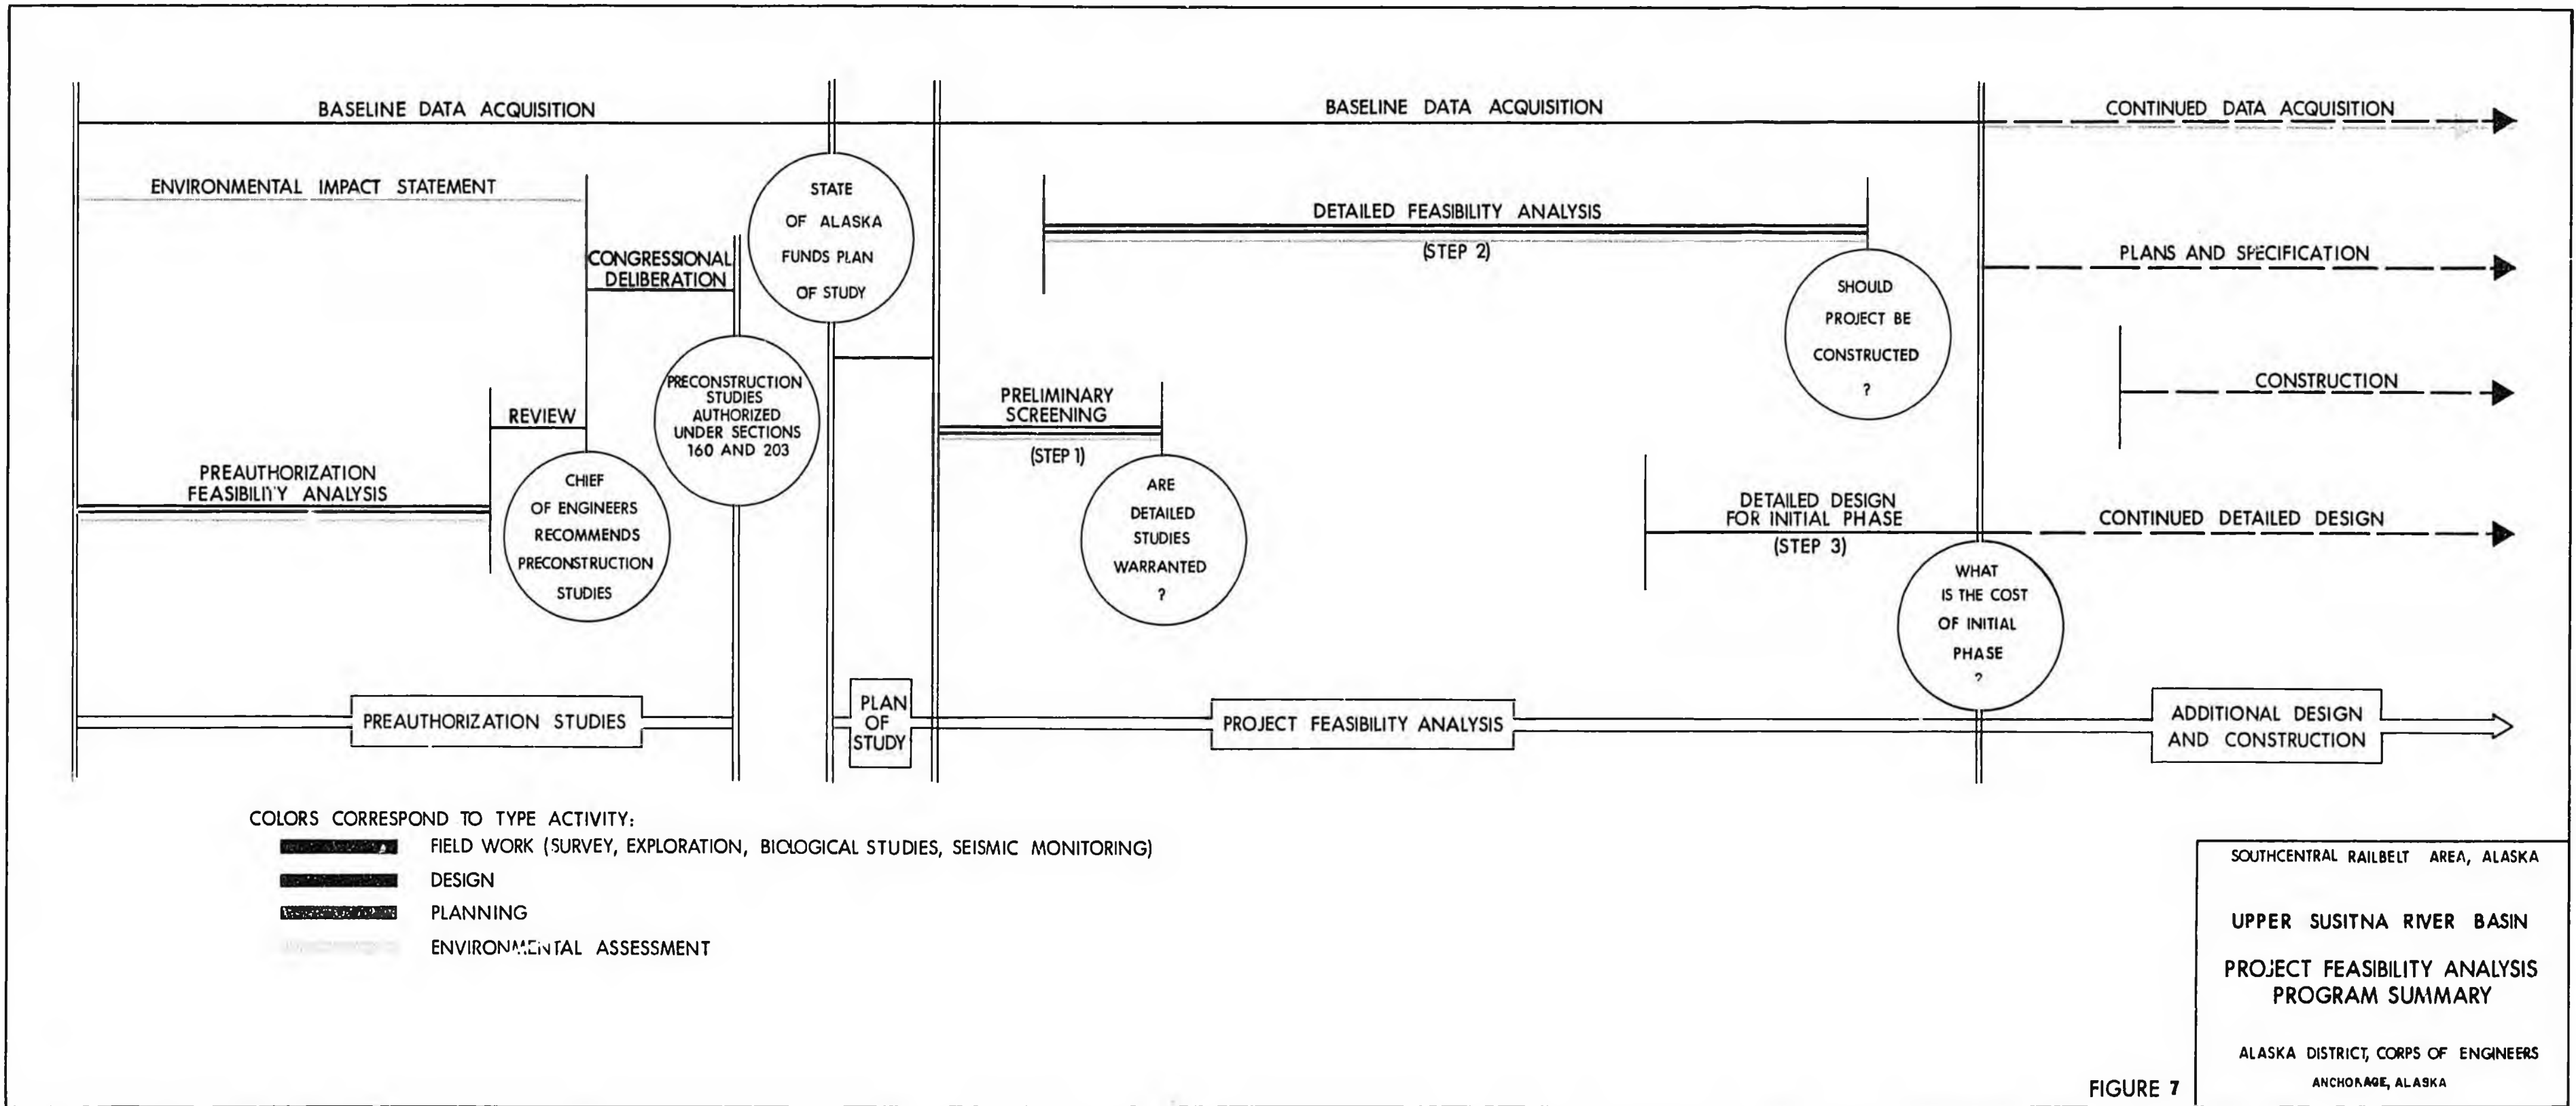 BASELINE DATA ACQUISITION
BASELINE DATA ACQUISITION
CONTINUED DATA ACQUISITION
ENVIRONMENTAL IMPACT STATEMENT
CONGRESSIONAL
DELIBERATION
STATE
OF ALASKA
FUNDS PLAN
OF STUDY
DETAILED FEASIBILITY ANALYSIS
(STEP 2)
PLANS AND SPECIFICATION
SHOULD
PROJECT BE
CONSTRUCTED
?
CONSTRUCTION
REVIEW
PRECONSTRUCTION
STUDIES
AUTHORIZED
UNDER SECTIONS
160 AND 203
PRELIMINARY
SCREENING
(STEP 1)
PREAUTHORIZATION
FEASIBILITY ANALYSIS
CHIEF
OF ENGINEERS
RECOMMENDS
PRECONSTRUCTION
STUDIES
ARE
DETAILED
STUDIES
WARRANTED
?
DETAILED DESIGN
FOR INITIAL PHASE
(STEP 3)
CONTINUED DETAILED DESIGN
WHAT
IS THE COST
OF INITIAL
PHASE
?
PREAUTHORIZATION STUDIES
PLAN
OF
STUDY
PROJECT FEASIBILITY ANALYSIS
ADDITIONAL DESIGN
AND CONSTRUCTION
COLORS CORRESPOND TO TYPE ACTIVITY:
FIELD WORK (SURVEY, EXPLORATION, BIOLOGICAL STUDIES, SEISMIC MONITORING)
DESIGN
PLANNING
ENVIRONMENTAL ASSESSMENT
SOUTHCENTRAL RAILBELT AREA, ALASKA
UPPER SUSITNA RIVER BASIN
PROJECT FEASIBILITY ANALYSIS
PROGRAM SUMMARY
ALASKA DISTRICT, CORPS OF ENGINEERS
ANCHORAGE, ALASKA
FIGURE 7